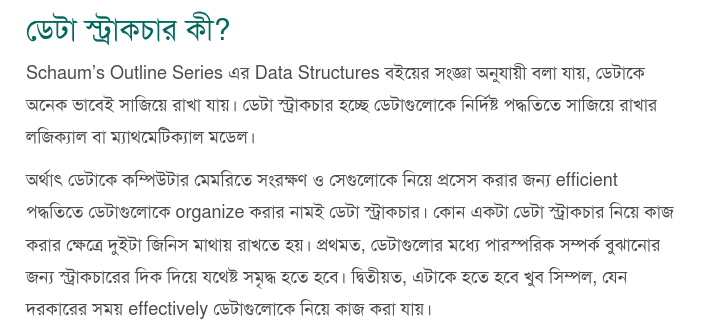 ডেটা স্ট্রাকচার কী?
Schaum’s Outline Series এর Data Structures বইয়ের সংজ্ঞা অনুযায়ী বলা যায়, ডেটাকে
অনেক ভাবেই সাজিয়ে রাখা যায়। ডেটা স্ট্রাকচার হচ্ছে ডেটাগুলোকে নির্দিষ্ট পদ্ধতিতে সাজিয়ে রাখার
লজিক্যাল বা ম্যাথমেটিক্যাল মডেল।
অর্থাৎ ডেটাকে কম্পিউটার মেমরিতে সংরক্ষণ ও সেগুলোকে নিয়ে প্রসেস করার জন্য efficient
পদ্ধতিতে ডেটাগুলোকে organize করার নামই ডেটা স্ট্রাকচার। কোন একটা ডেটা স্ট্রাকচার নিয়ে কাজ
করার ক্ষেত্রে দুইটা জিনিস মাথায় রাখতে হয়। প্রথমত, ডেটাগুলোর মধ্যে পারস্পরিক সম্পর্ক বুঝানোর
জন্য স্ট্রাকচারের দিক দিয়ে যথেষ্ট সমৃদ্ধ হতে হবে। দ্বিতীয়ত, এটাকে হতে হবে খুব সিম্পল, যেন
দরকারের সময় effectively ডেটাগুলোকে নিয়ে কাজ করা যায়।